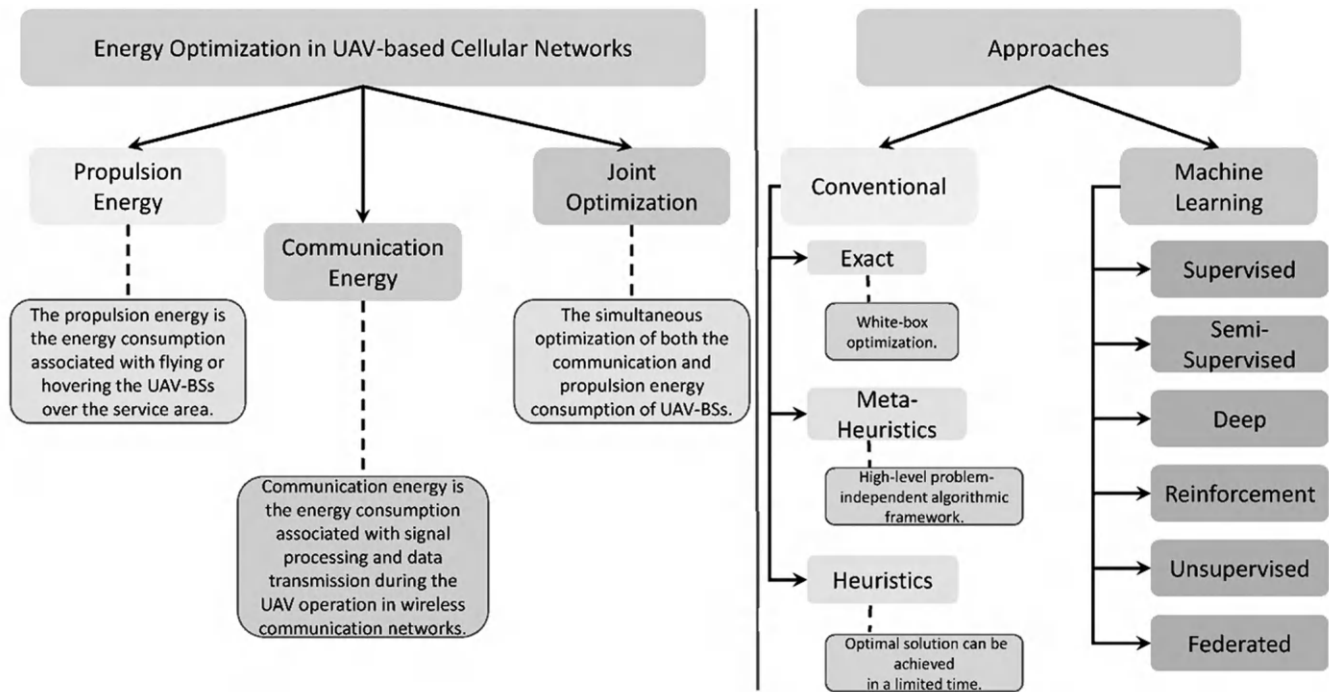 Energy Optimization in UAV-based Cellular Networks
Propulsion
Energy
Communication
Energy
Joint
Optimization
The propulsion energy is
the energy consumption
associated with flying or
hovering the UAV-BSs
over the service area.
Communication energy is
the energy consumption
associated with signal
processing and data
transmission during the
UAV operation in wireless
communication networks.
The simultaneous
optimization of both the
communication and
propulsion energy
consumption of UAV-BSs.
Approaches
Conventional
Exact
White-box
optimization.
Meta-
Heuristics
High-level problem-
independent algorithmic
framework.
Heuristics
Optimal solution can be
achieved
in a limited time.
Machine
Learning
Supervised
Semi-
Supervised
Deep
Reinforcement
Unsupervised
Federated